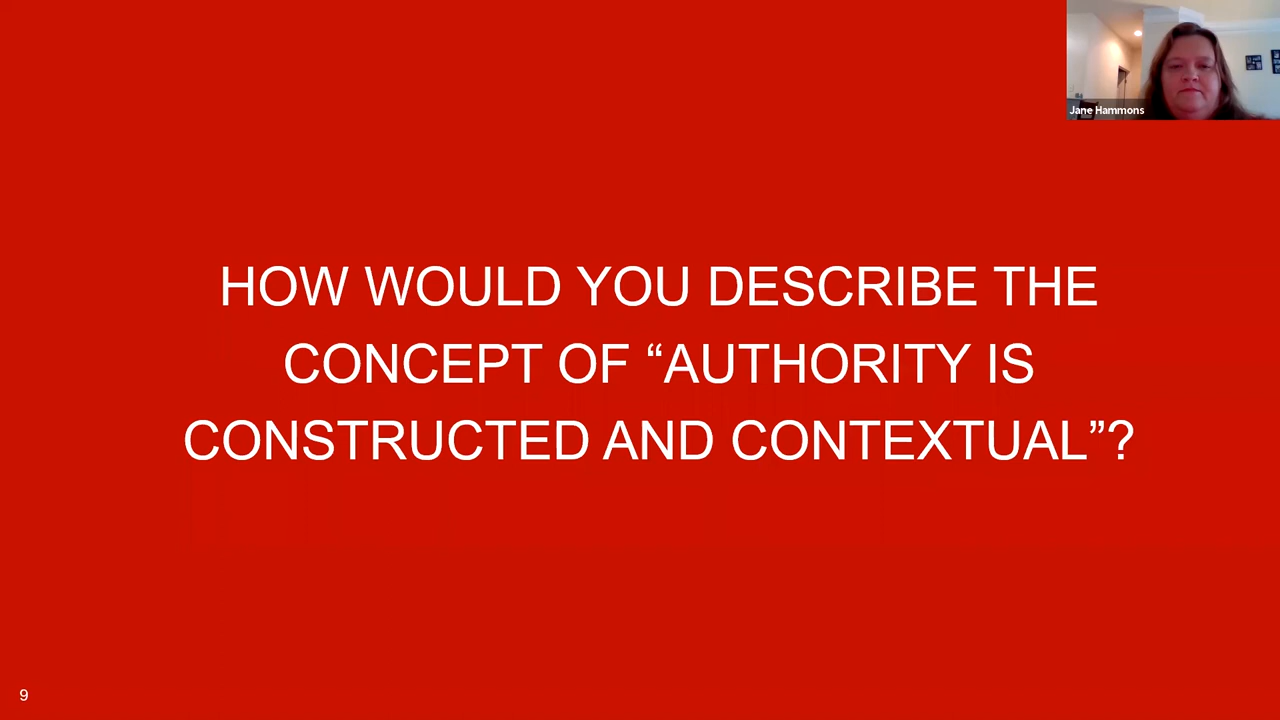 Jane Hammons
HOW WOULD YOU DESCRIBE THE
CONCEPT OF “AUTHORITY IS
CONSTRUCTED AND CONTEXTUAL”?
9